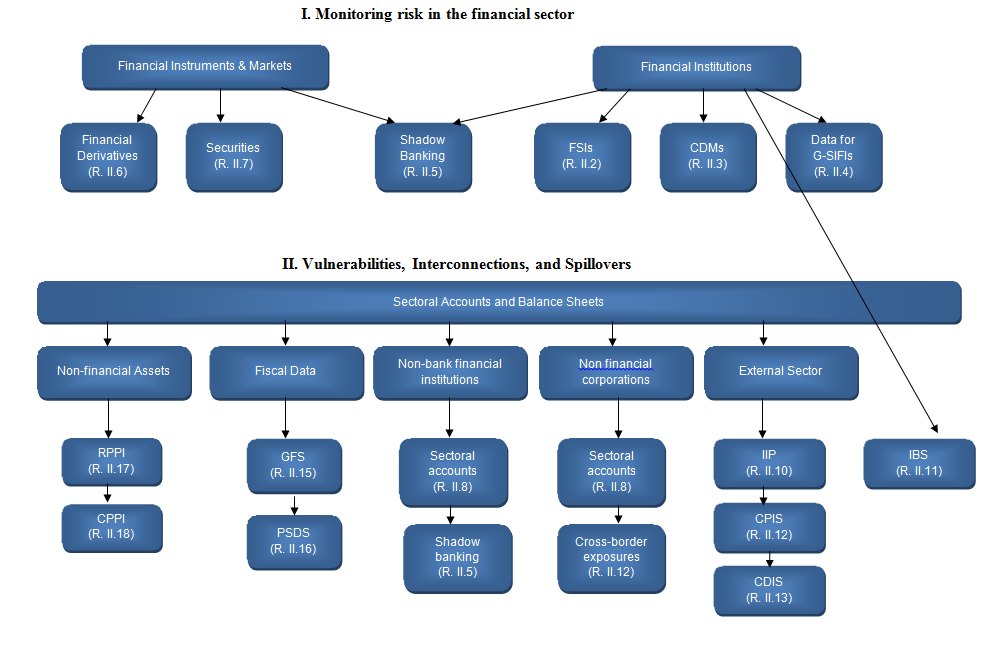 I. Monitoring risk in the financial sector
Financial Instruments & Markets
Financial Institutions
Financial
Derivatives
(R. II.6)
Securities
(R. II.7)
Shadow
Banking
(R. II.5)
FSIs
(R. II.2)
CDMs
(R. II.3)
Data for
G-SIFIs
(R. II.4)
II. Vulnerabilities, Interconnections, and Spillovers
Sectoral Accounts and Balance Sheets
Non-financial Assets
Fiscal Data
Non-bank financial
institutions
Non financial
corporations
External Sector
RPPI
(R. II.17)
CPPI
(R. II.18)
GFS
(R. II.15)
PSDS
(R. II.16)
Sectoral
accounts
(R. II.8)
Shadow
banking
(R. II.5)
Sectoral
accounts
(R. II.8)
Cross-border
exposures
(R. II.12)
IIP
(R. II.10)
CPIS
(R. II.12)
CDIS
(R. II.13)
IBS
(R. II.11)